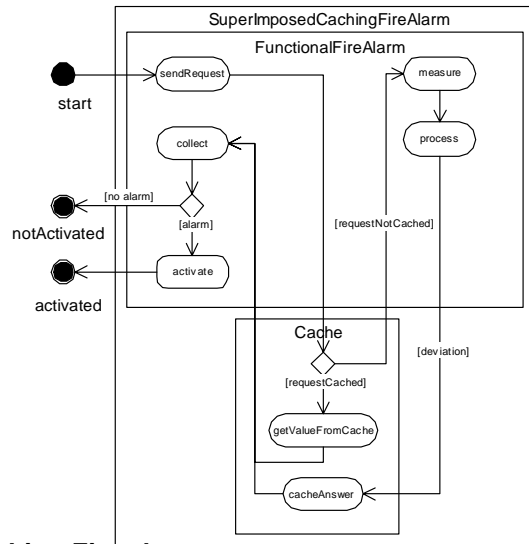 SuperImposedCachingFireAlarm
FunctionalFireAlarm
sendRequest
measure
start
process
collect
[no alarm]
[alarm]
[requestNotCached]
notActivated
activate
activated
Cache
[deviation]
[requestCached]
getValueFromCache
cacheAnswer